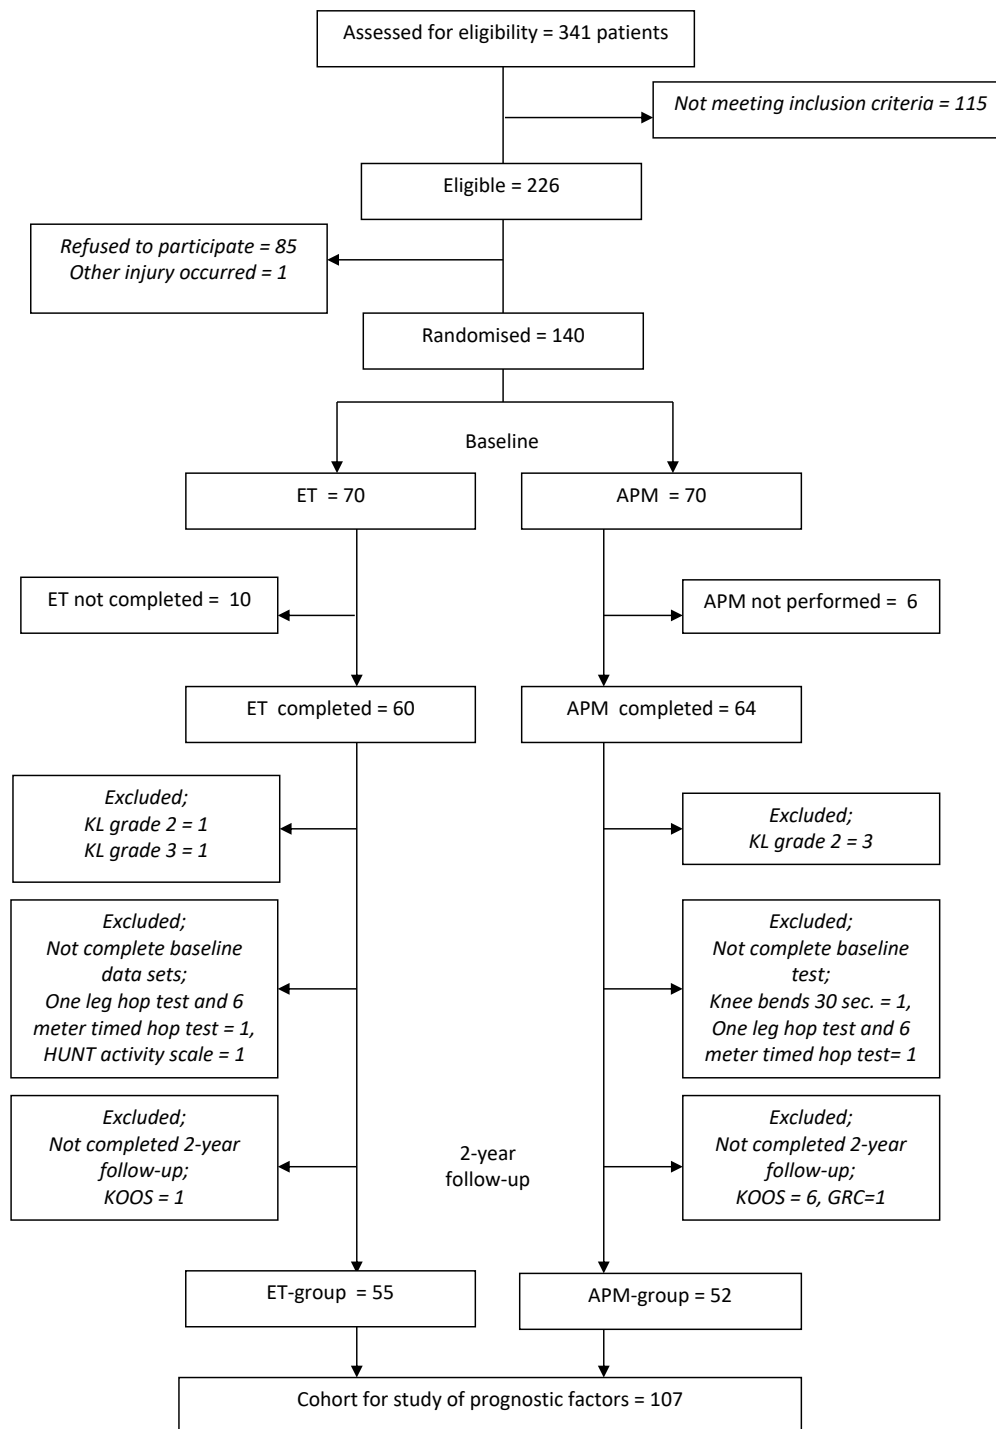 Assessed for eligibility = 341 patients
Not meeting inclusion criteria = 115
Eligible = 226
Refused to participate = 85
Other injury occurred = 1
Randomised = 140
Baseline
ET = 70
APM = 70
ET not completed = 10
APM not performed = 6
ET completed = 60
APM completed = 64
Excluded;
KL grade 2 = 1
KL grade 3 = 1
Excluded;
KL grade 2 = 3
Excluded;
Not complete baseline
data sets;
One leg hop test and 6
meter timed hop test = 1,
HUNT activity scale = 1
Excluded;
Not complete baseline
test;
Knee bends 30 sec. = 1,
One leg hop test and 6
meter timed hop test= 1
Excluded;
Not completed 2-year
follow-up;
KOOS = 1
2-year
follow-up
Excluded;
Not completed 2-year
follow-up;
KOOS = 6, GRC=1
ET-group = 55
APM-group = 52
Cohort for study of prognostic factors = 107